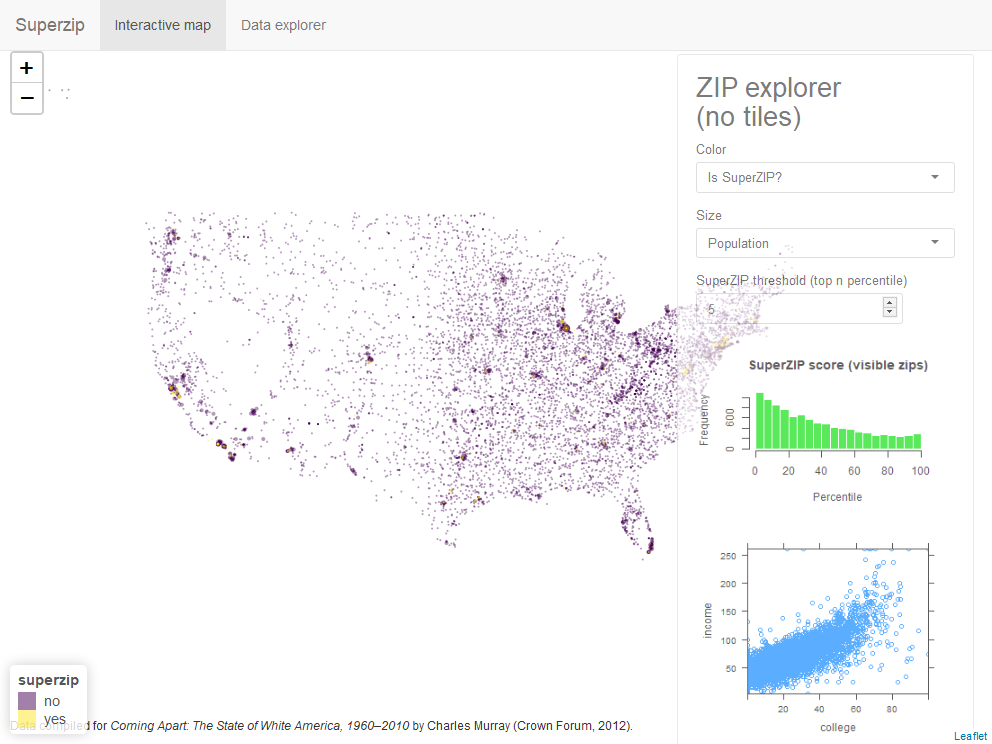 Superzip
Interactive map
Data explorer
+
−
ZIP explorer
(no tiles)
Color
Is SuperZIP?
Size
Population
SuperZIP threshold (top n percentile)
5
SuperZIP score (visible zips)
Frequency
600
0
0 20 40 60 80 100
Percentile
250
200
150
100
50
income
20 40 60 80
college
superzip
no
yes
Data compiled for Coming Apart: The State of White America, 1960–2010 by Charles Murray (Crown Forum, 2012).
Leaflet